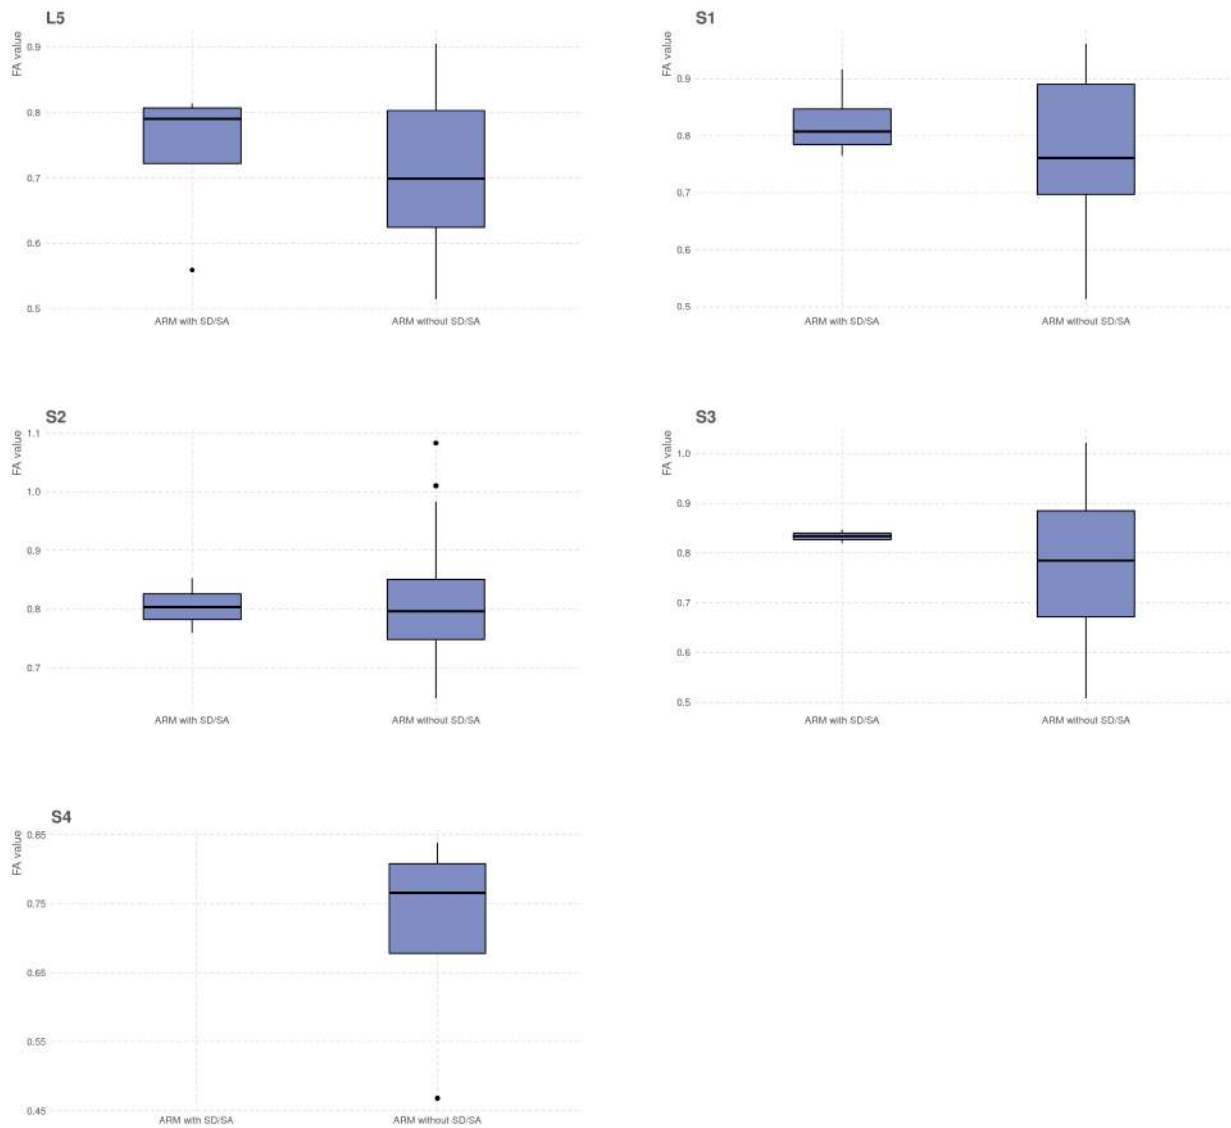 L5
FA value
0.9
0.8
0.7
0.6
0.5
ARM with SD/SA ARM without SD/SA
S1
FA value
0.9
0.8
0.7
0.6
0.5
ARM with SD/SA ARM without SD/SA
S2
FA value
1.1
1.0
0.9
0.8
0.7
ARM with SD/SA ARM without SD/SA
S3
FA value
1.0
0.9
0.8
0.7
0.6
0.5
ARM with SD/SA ARM without SD/SA
S4
FA value
0.85
0.75
0.65
0.55
0.45
ARM with SD/SA ARM without SD/SA